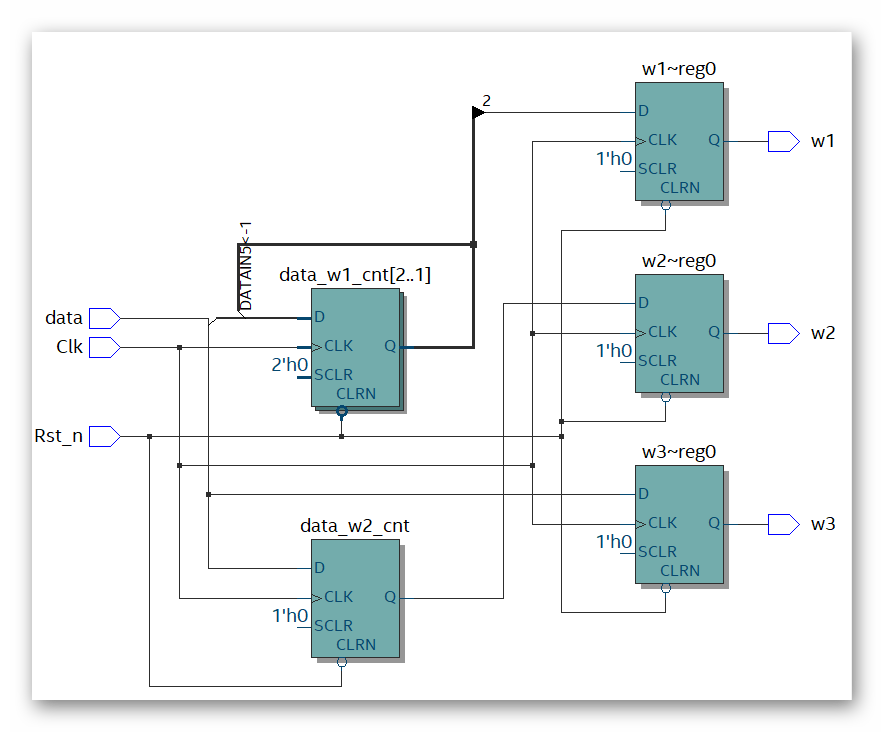 w1~reg0
2
D
CLK
Q
w1
1'h0
SCLR
CLRN
DATAIN5<-1
w2~reg0
data_w1_cnt[2..1]
D
data
D
CLK
Q
w2
Clk
CLK
Q
1'h0
SCLR
2'h0
SCLR
CLRN
CLRN
Rst_n
w3~reg0
D
CLK
Q
w3
data_w2_cnt
1'h0
SCLR
D
CLRN
CLK
Q
1'h0
SCLR
CLRN